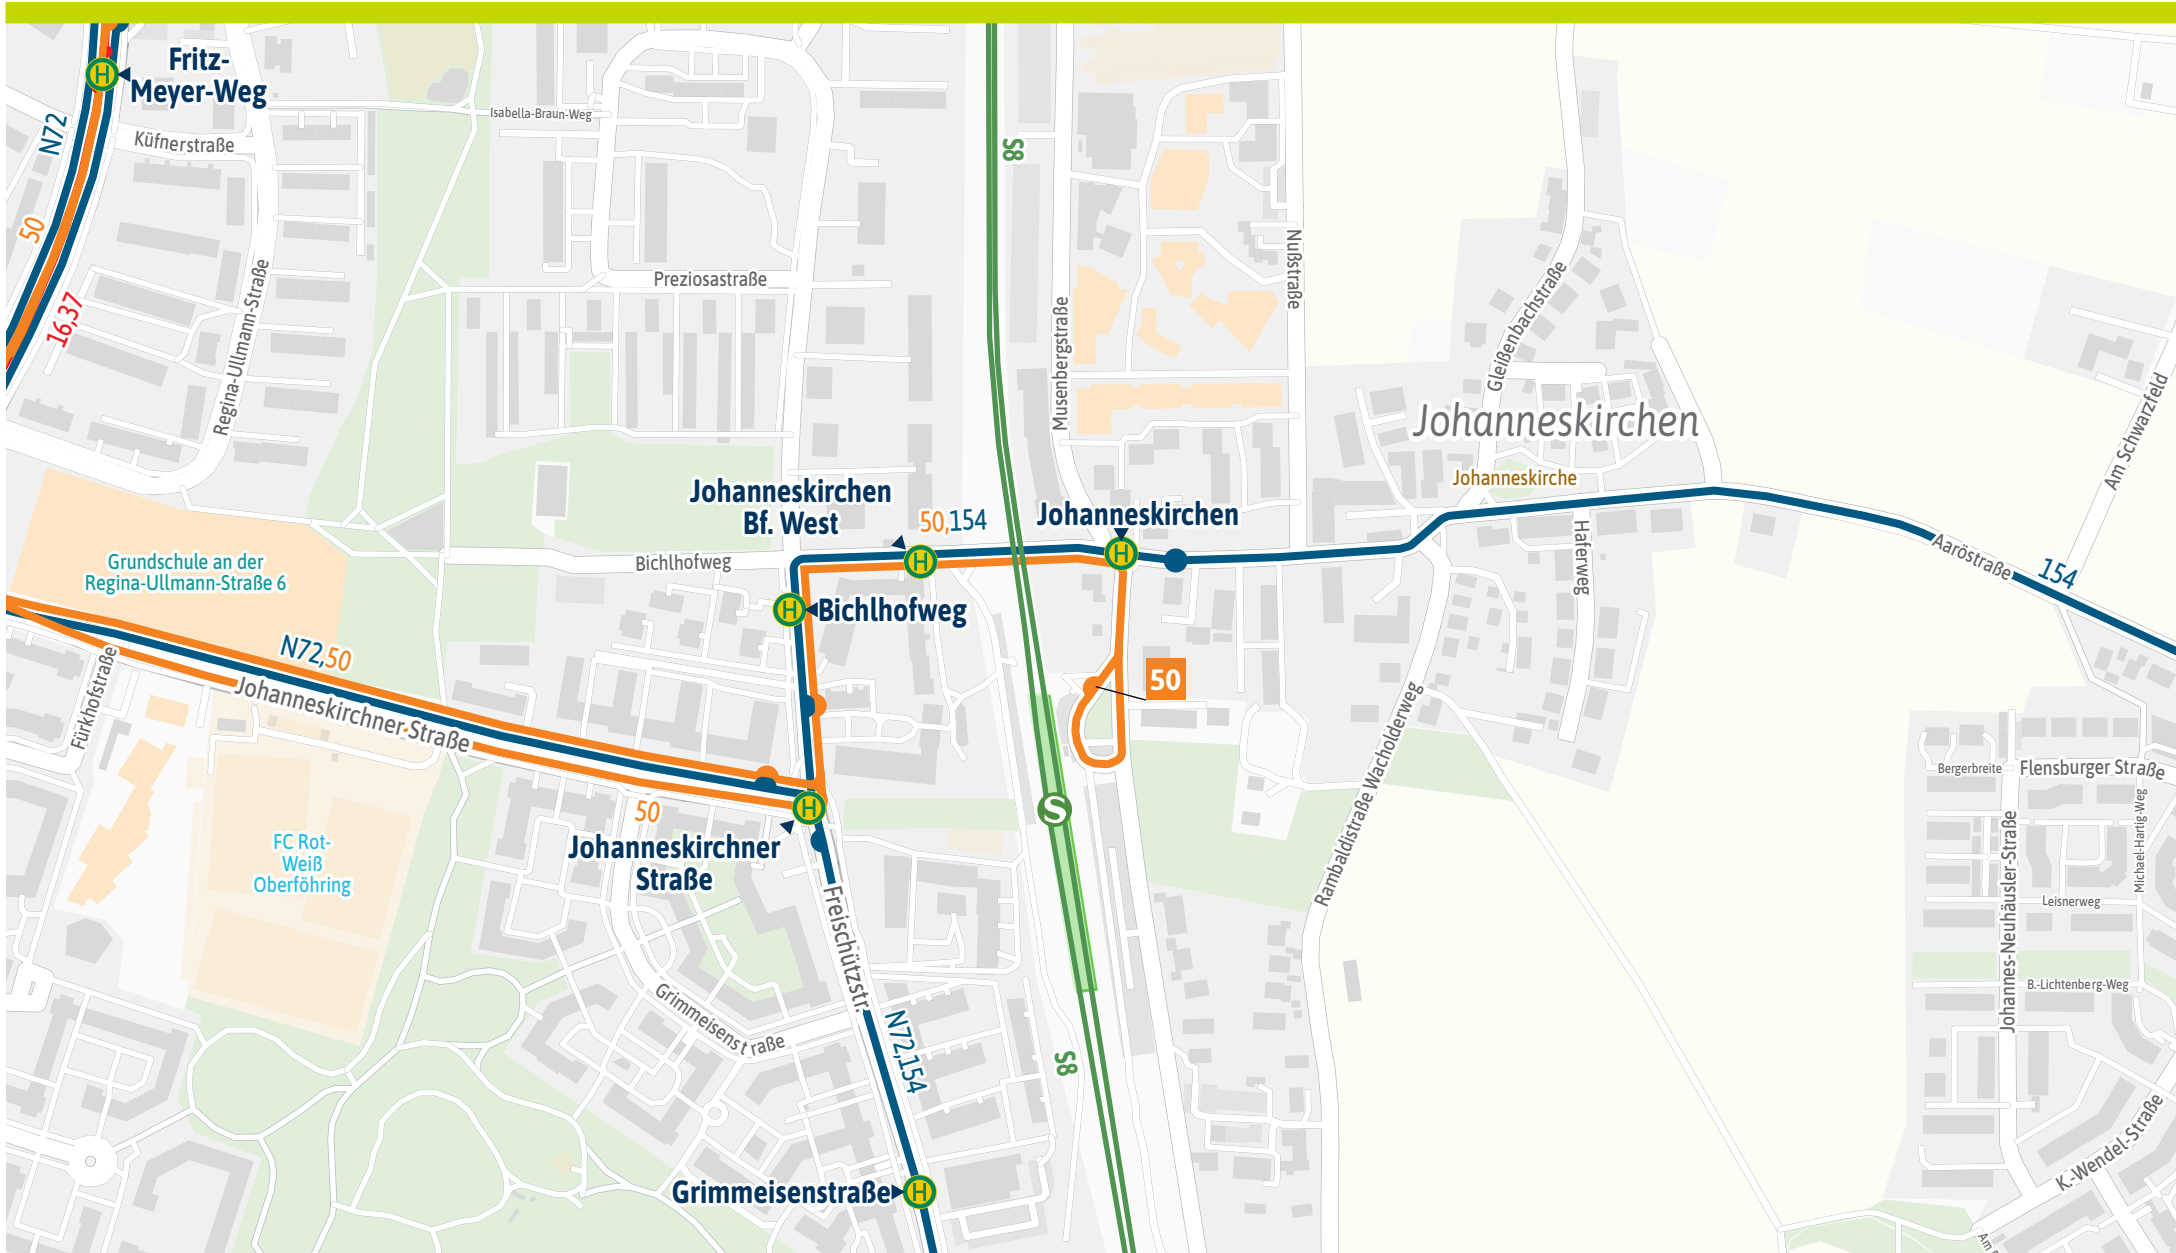 Fritz-
Meyer-Weg
H
N72
Küfnerstraße
Isabella-Braun-Weg
S8
50
16,37
Regina-Ullmann-Straße
Preziosastraße
Musenbergstraße
Nußstraße
Gleißenbachstraße
Johanneskirchen
Johanneskirche
Am Schwarzfeld
Johanneskirchen
Bf. West
50,154
Johanneskirchen
H
H
Haferweg
Aaröstraße
154
Grundschule an der
Regina-Ullmann-Straße 6
Bichlhofweg
H
Bichlhofweg
N72,50
Johanneskirchner-Straße
Fürkhofstraße
50
50
H
Johanneskirchner
Straße
S
Rambaldistraße Wacholderweg
FC Rot-
Weiß
Oberföhring
Freischützstr.
Grimmeisenstraße
N72,154
S8
Grimmeisenstraße
H
Bergerbreite
Flensburger Straße
Michael-Hartig-Weg
Johannes-Neuhäusler-Straße
Leisnerweg
B.-Lichtenberg-Weg
K.-Wendel-Straße
Am